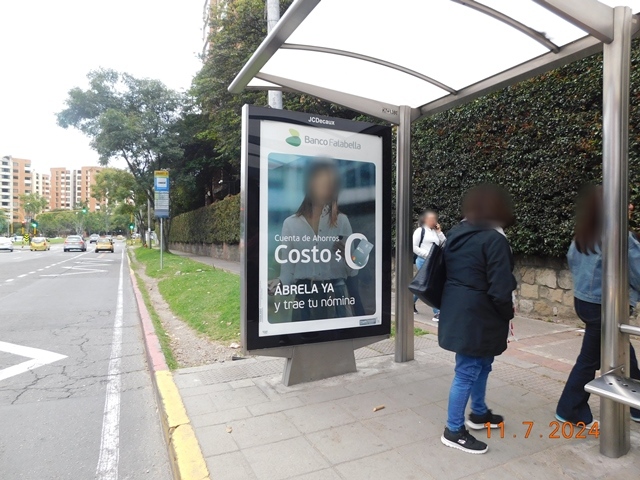 JCDecaux
Banco Falabella
Cuenta de Ahorros
Costo $0
ÁBRELA YA
y trae tu nómina
11.7.2024